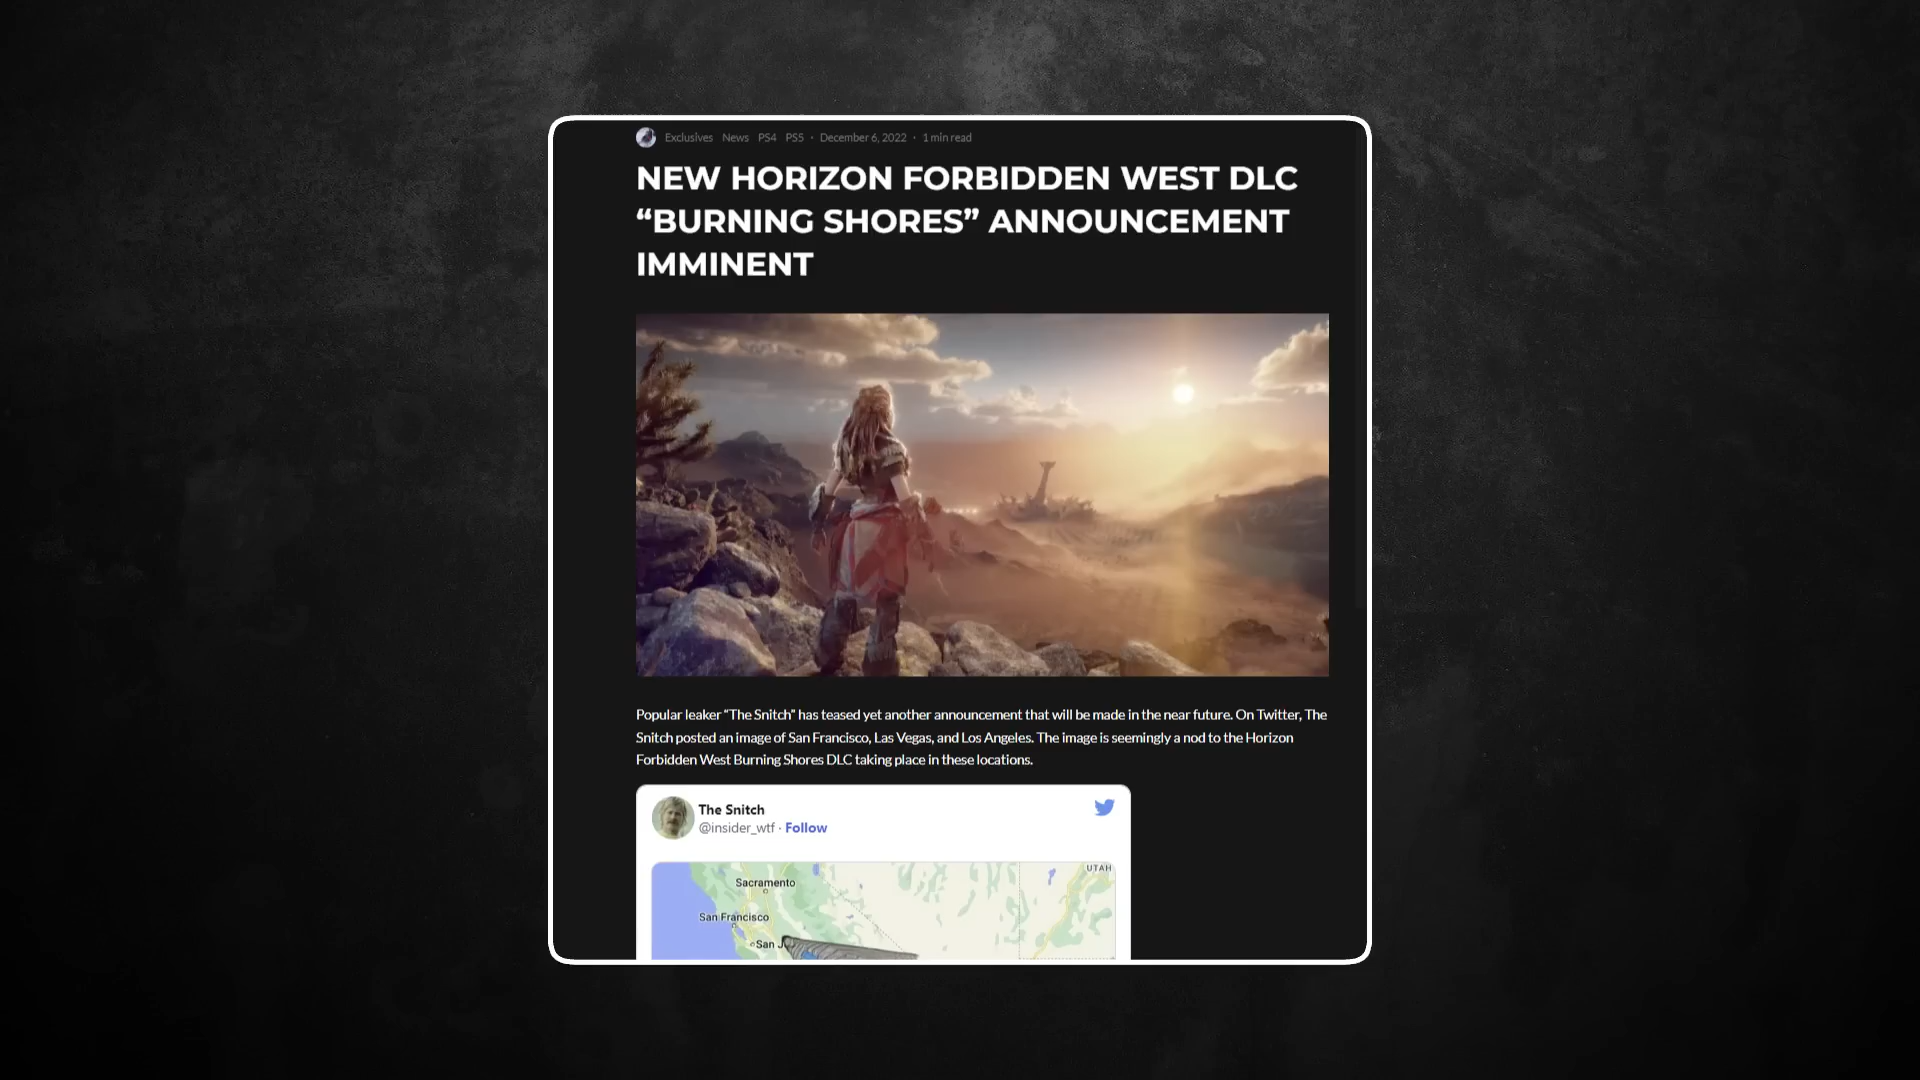 Exclusives News PS4 PS5 · December 6, 2022 · 1 min read
NEW HORIZON FORBIDDEN WEST DLC
“BURNING SHORES” ANNOUNCEMENT
IMMINENT
Popular leaker “The Snitch” has teased yet another announcement that will be made in the near future. On Twitter, The
Snitch posted an image of San Francisco, Las Vegas, and Los Angeles. The image is seemingly a nod to the Horizon
Forbidden West Burning Shores DLC taking place in these locations.
The Snitch
@insider_wtf · Follow
UTAH
Sacramento
San Francisco
San J